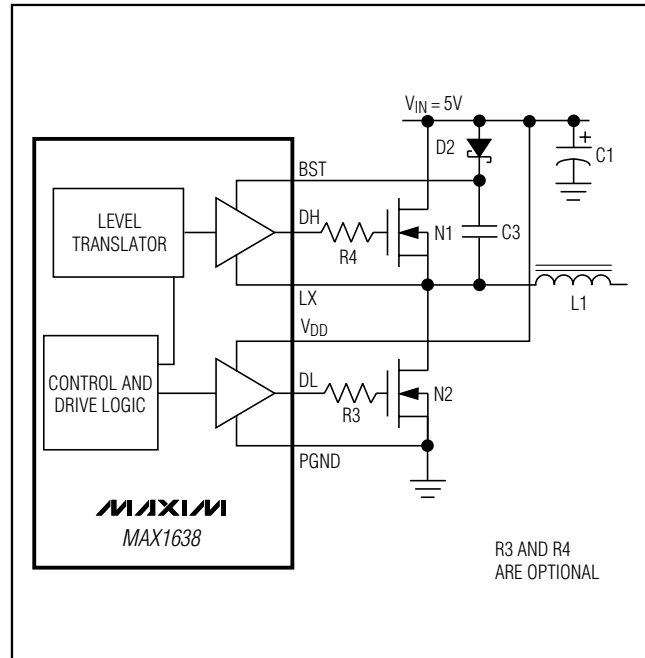 V_IN = 5V
D2
+
C1
BST
LEVEL
TRANSLATOR
DH
R4
N1
C3
LX
L1
V_DD
CONTROL AND
DRIVE LOGIC
DL
R3
N2
PGND
MAXIM
MAX1638
R3 AND R4
ARE OPTIONAL